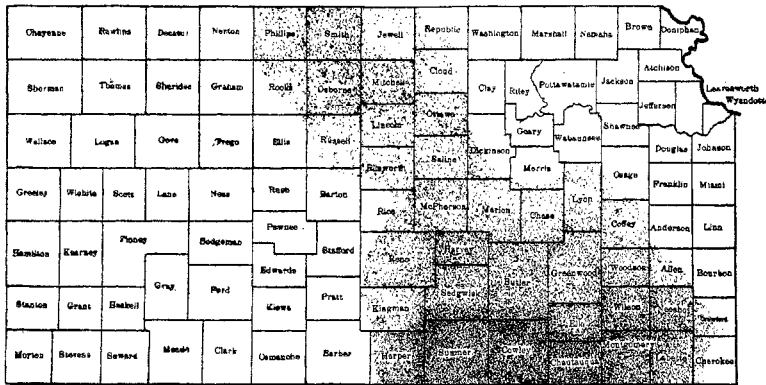 Cheyenne Rawlins Decatur Norton Phillips Smith Jewell Republic Washington Marshall Nemaha Brown Doniphan
Sherman Thomas Sheridan Graham Rooks Osborne Mitchell Cloud Clay Riley Pottawatamie Jackson Atchison
Jefferson Leavenworth
Wyandotte
Wallace Logan Gove Trego Ellis Russell Lincoln Ottawa Saline Dickinson Geary Wabaunsee Shawnee Douglas Johnson
Greeley Wichita Scott Lane Ness Rush Barton Ellsworth Rice McPherson Marion Morris Chase Lyon Osage Franklin Miami
Hamilton Kearney Finney Hodgeman Pawnee Stafford Reno Harvey Butler Greenwood Coffey Anderson Linn
Edwards Sedgwick Woodson Allen Bourbon
Stanton Grant Haskell Gray Ford Kiowa Pratt Kingman Wilson
Morton Stevens Seward Meade Clark Comanche Barber Harper Sumner Cowley Chautauqua Montgomery Cherokee